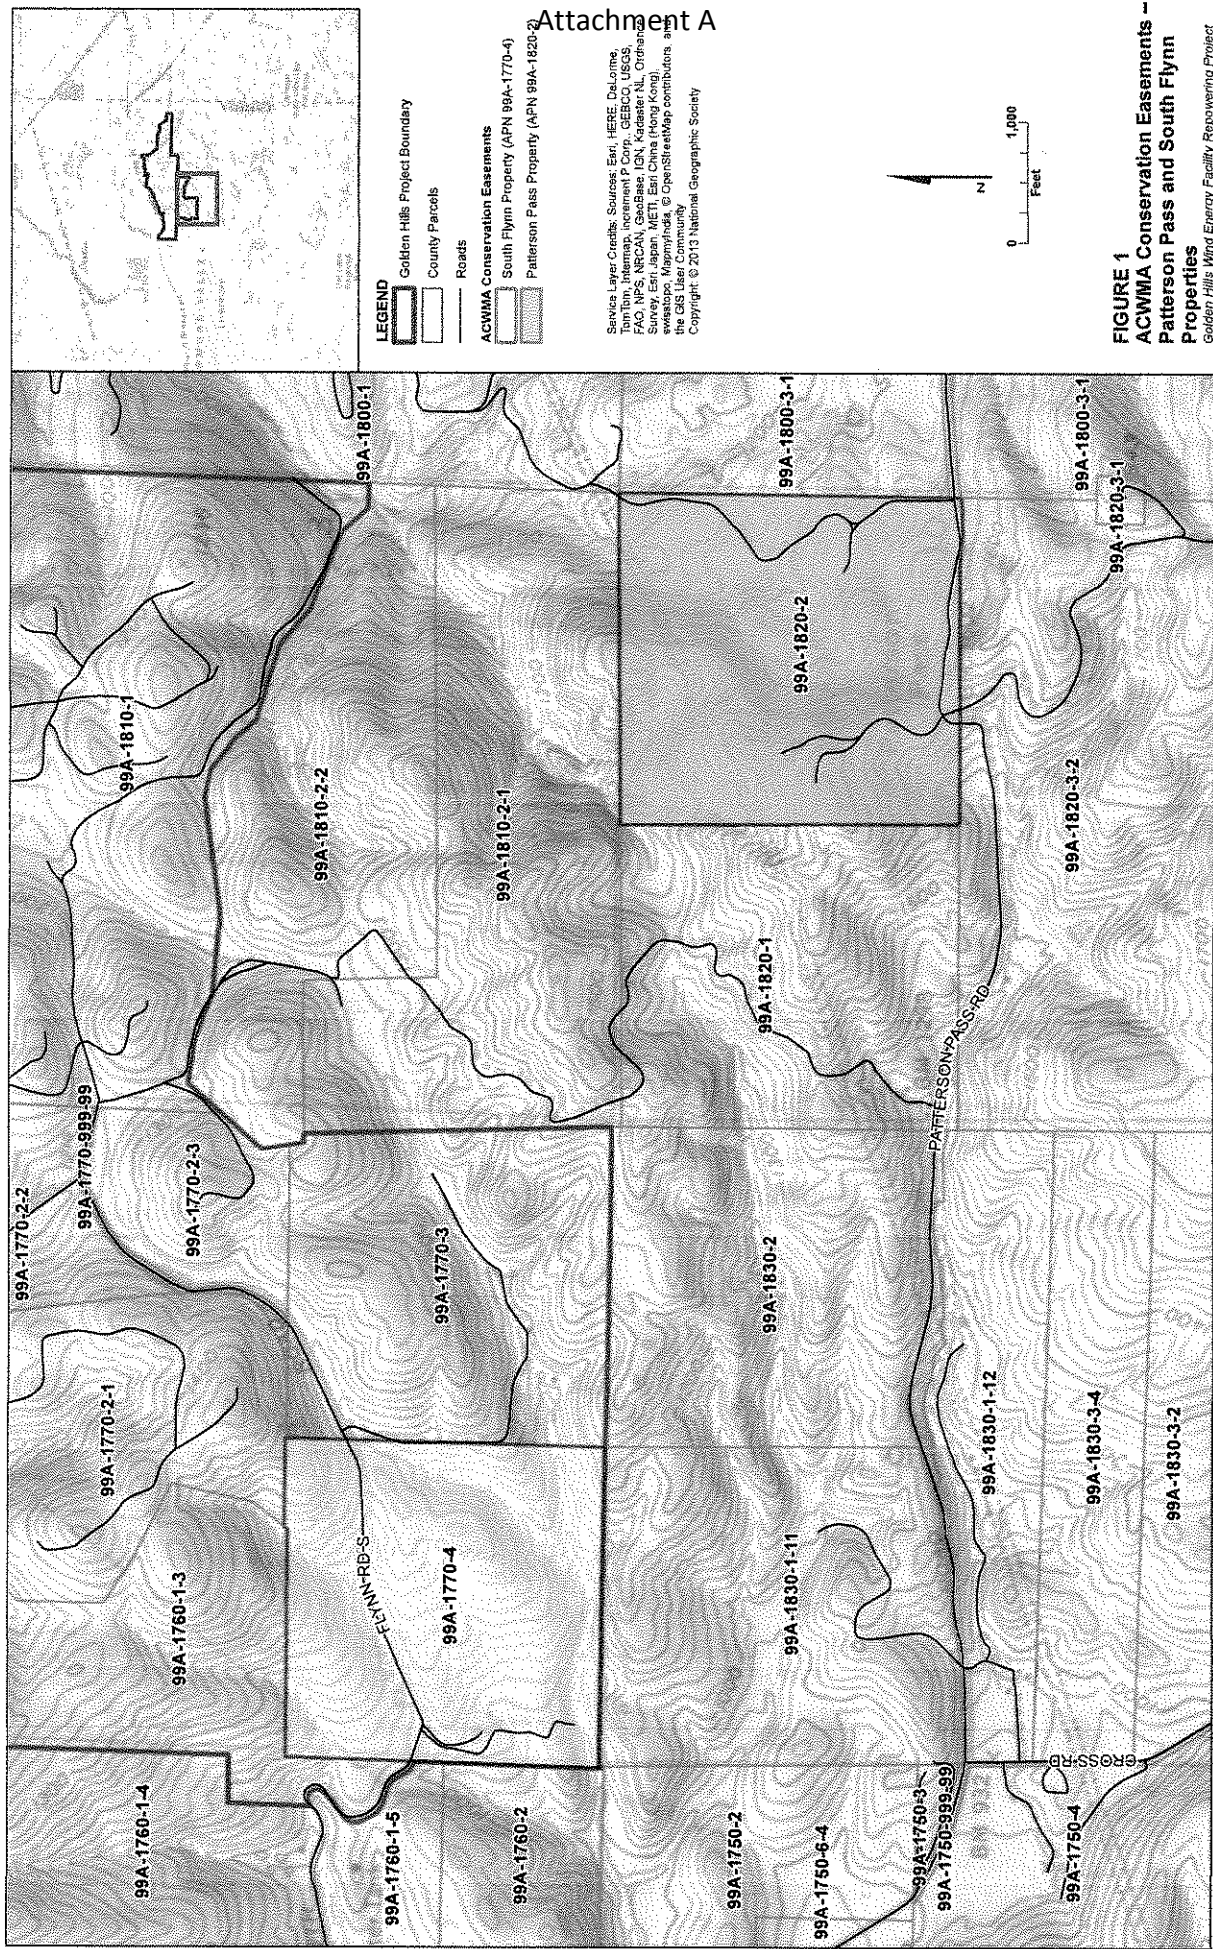 Attachment A
LEGEND
Golden Hills Project Boundary
County Parcels
Roads
ACWMA Conservation Easements
South Flynn Property (APN 99A-1770-4)
Patterson Pass Property (APN 99A-1820-2)
Service Layer Credits: Sources: Esri, HERE, DeLorme,
TomTom, Intermap, increment P Corp., GEBCO, USGS,
FAO, NPS, NRCAN, GeoBase, IGN, Kadaster NL, Ordnance
Survey, Esri Japan, METI, Esri China (Hong Kong),
swisstopo, MapmyIndia, © OpenStreetMap contributors, and
the GIS User Community
Copyright: © 2013 National Geographic Society
N
0 1,000
Feet
FIGURE 1
ACWMA Conservation Easements –
Patterson Pass and South Flynn
Properties
Golden Hills Wind Energy Facility Repowering Project
99A-1760-1-4
99A-1760-1-3
99A-1770-2-1
99A-1770-2-2
99A-1770-999-99
99A-1770-2-3
99A-1810-1
99A-1800-1
99A-1810-2-2
99A-1760-1-5
FLYNN-RD-S
99A-1770-4
99A-1770-3
99A-1760-2
99A-1810-2-1
99A-1750-2
99A-1830-1-11
99A-1830-2
99A-1820-1
99A-1820-2
99A-1800-3-1
99A-1750-6-4
99A-1750-3
99A-1750-999-99
PATTERSON-PASS-RD
99A-1830-1-12
99A-1820-3-2
99A-1820-3-1
99A-1800-3-1
CROSS-RD
99A-1750-4
99A-1830-3-4
99A-1830-3-2